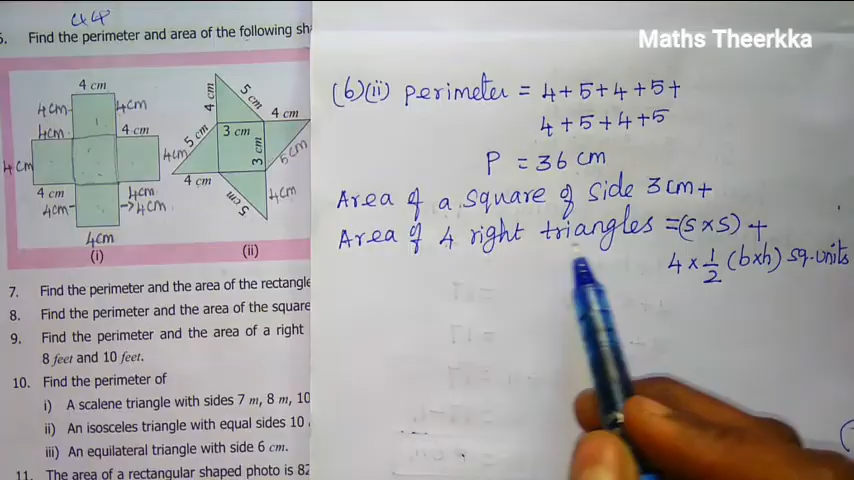 44
6. Find the perimeter and area of the following
4 cm
4cm
4cm
4cm
4 cm
4cm
4 cm
4cm
4cm
→4cm
4cm
(i)
4 cm
5 cm
4 cm
5 cm
3 cm
4cm
3 cm
5cm
4 cm
5 cm
4cm
(ii)
7. Find the perimeter and the area of the rectangle
8. Find the perimeter and the area of the square
9. Find the perimeter and the area of a right
8 feet and 10 feet.
10. Find the perimeter of
i) A scalene triangle with sides 7 m, 8 m, 10
ii) An isosceles triangle with equal sides 10
iii) An equilateral triangle with side 6 cm.
11. The area of a rectangular shaped photo is 82
Maths Theerkka
(6)(ii) perimeter = 4+5+4+5+
4+5+4+5
P = 36 cm
Area of a square of side 3cm +
Area of 4 right triangles = (s×s) +
4 × 1/2 (b×h) sq.units